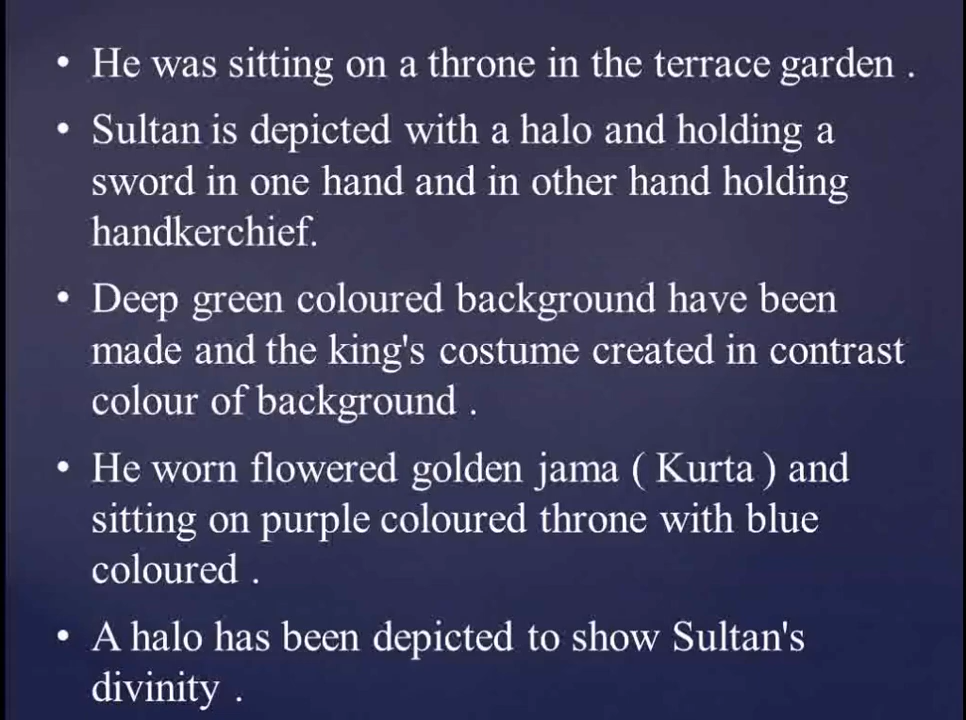 • He was sitting on a throne in the terrace garden .
• Sultan is depicted with a halo and holding a
sword in one hand and in other hand holding
handkerchief.
• Deep green coloured background have been
made and the king's costume created in contrast
colour of background .
• He worn flowered golden jama ( Kurta ) and
sitting on purple coloured throne with blue
coloured .
• A halo has been depicted to show Sultan's
divinity .